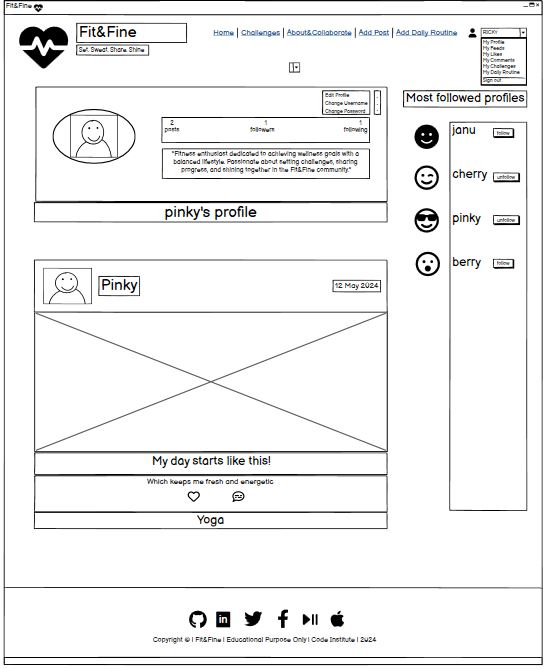 Fit&Fine
Fit&Fine
Set. Sweat. Share. Shine
Home | Challenges | About&Collaborate | Add Post | Add Daily Routine
RICKY
My Profile
My Feeds
My Likes
My Comments
My Challenges
My Daily Routine
Sign out
Edit Profile
Change Username
Change Password
2 1 1
posts followers following
"Fitness enthusiast dedicated to achieving wellness goals with a
balanced lifestyle. Passionate about setting challenges, sharing
progress, and shining together in the Fit&Fine community."
pinky's profile
Most followed profiles
janu follow
cherry unfollow
pinky unfollow
berry follow
Pinky 12 May 2024
My day starts like this!
Which keeps me fresh and energetic
Yoga
in
Copyright © | Fit&Fine | Educational Purpose Only | Code Institute | 2024